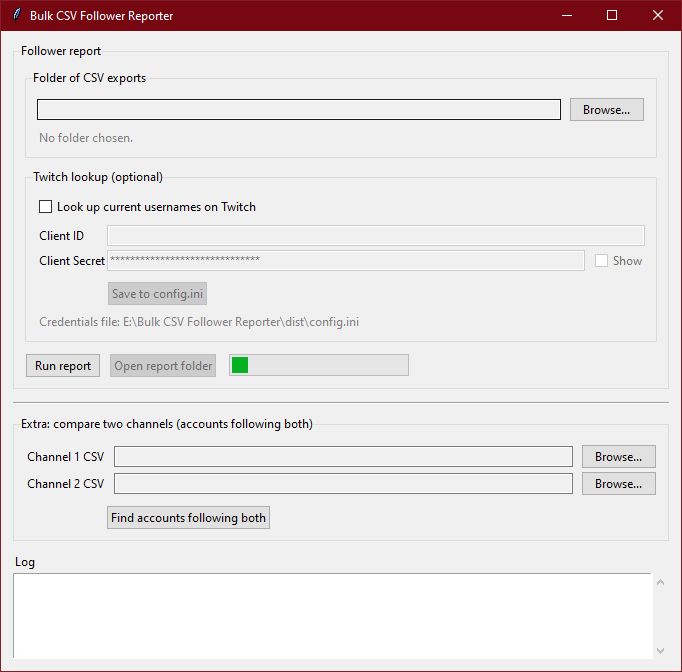 Bulk CSV Follower Reporter
Follower report
Folder of CSV exports
Browse...
No folder chosen.
Twitch lookup (optional)
Look up current usernames on Twitch
Client ID
Client Secret ******************************
Show
Save to config.ini
Credentials file: E:\Bulk CSV Follower Reporter\dist\config.ini
Run report
Open report folder
Extra: compare two channels (accounts following both)
Channel 1 CSV
Browse...
Channel 2 CSV
Browse...
Find accounts following both
Log